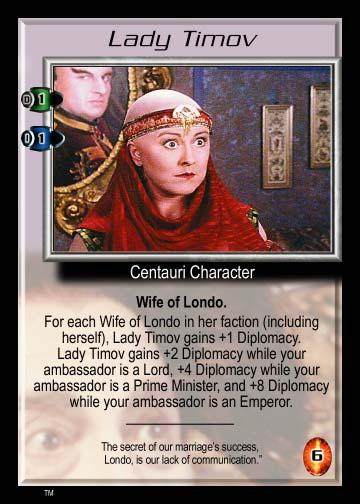 Lady Timov
D 1
D 1
Centauri Character
Wife of Londo.
For each Wife of Londo in her faction (including
herself), Lady Timov gains +1 Diplomacy.
Lady Timov gains +2 Diplomacy while your
ambassador is a Lord, +4 Diplomacy while your
ambassador is a Prime Minister, and +8 Diplomacy
while your ambassador is an Emperor.
The secret of our marriage's success,
Londo, is our lack of communication."
6
TM